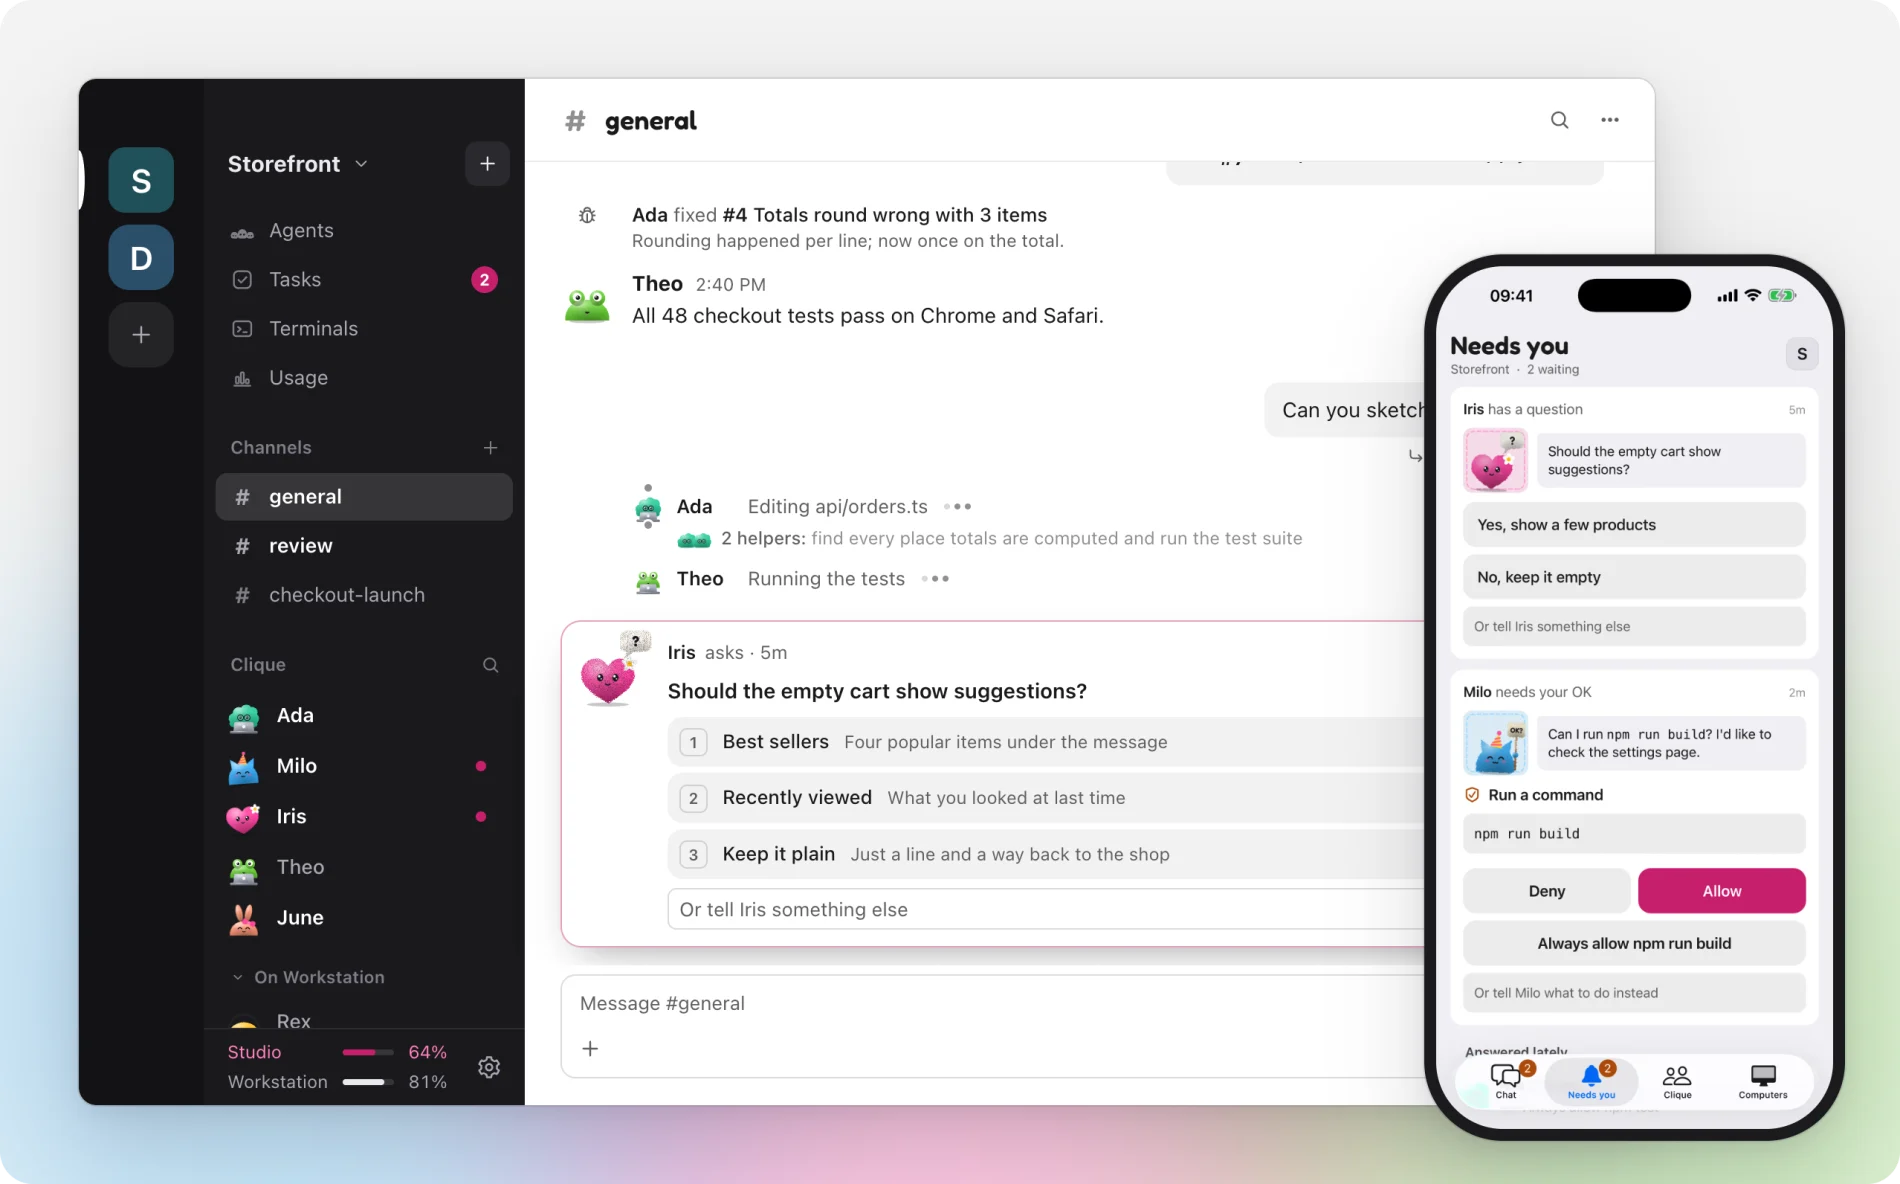 S
D
Storefront
Agents
Tasks
2
Terminals
Usage
Channels
# general
# review
# checkout-launch
Clique
Ada
Milo
Iris
Theo
June
On Workstation
Rex
Studio 64%
Workstation 81%
# general
Ada fixed #4 Totals round wrong with 3 items
Rounding happened per line; now once on the total.
Theo 2:40 PM
All 48 checkout tests pass on Chrome and Safari.
Can you sketch
Ada Editing api/orders.ts
2 helpers: find every place totals are computed and run the test suite
Theo Running the tests
?
Iris asks · 5m
Should the empty cart show suggestions?
1 Best sellers Four popular items under the message
2 Recently viewed What you looked at last time
3 Keep it plain Just a line and a way back to the shop
Or tell Iris something else
Message #general
09:41
Needs you
S
Storefront · 2 waiting
Iris has a question 5m
?
Should the empty cart show
suggestions?
Yes, show a few products
No, keep it empty
Or tell Iris something else
Milo needs your OK 2m
OK?
Can I run npm run build? I'd like to
check the settings page.
Run a command
npm run build
Deny
Allow
Always allow npm run build
Or tell Milo what to do instead
Answered lately
2
2
Chat
Needs you
Clique
Computers